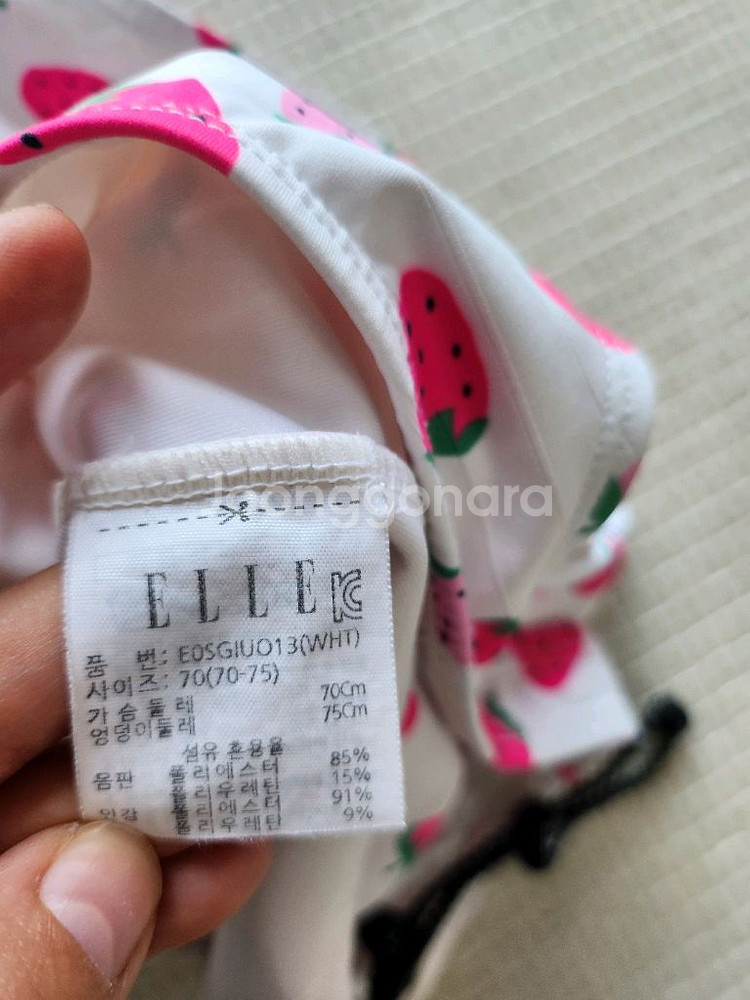 joonggonara
ELLE
품 번: E0SGIUO13(WHT)
사이즈: 70(70-75)
가슴둘레 70Cm
엉덩이둘레 75Cm
섬유 혼용율
몸판 폴리에스터 85%
폴리우레탄 15%
안감 폴리에스터 91%
폴리우레탄 9%